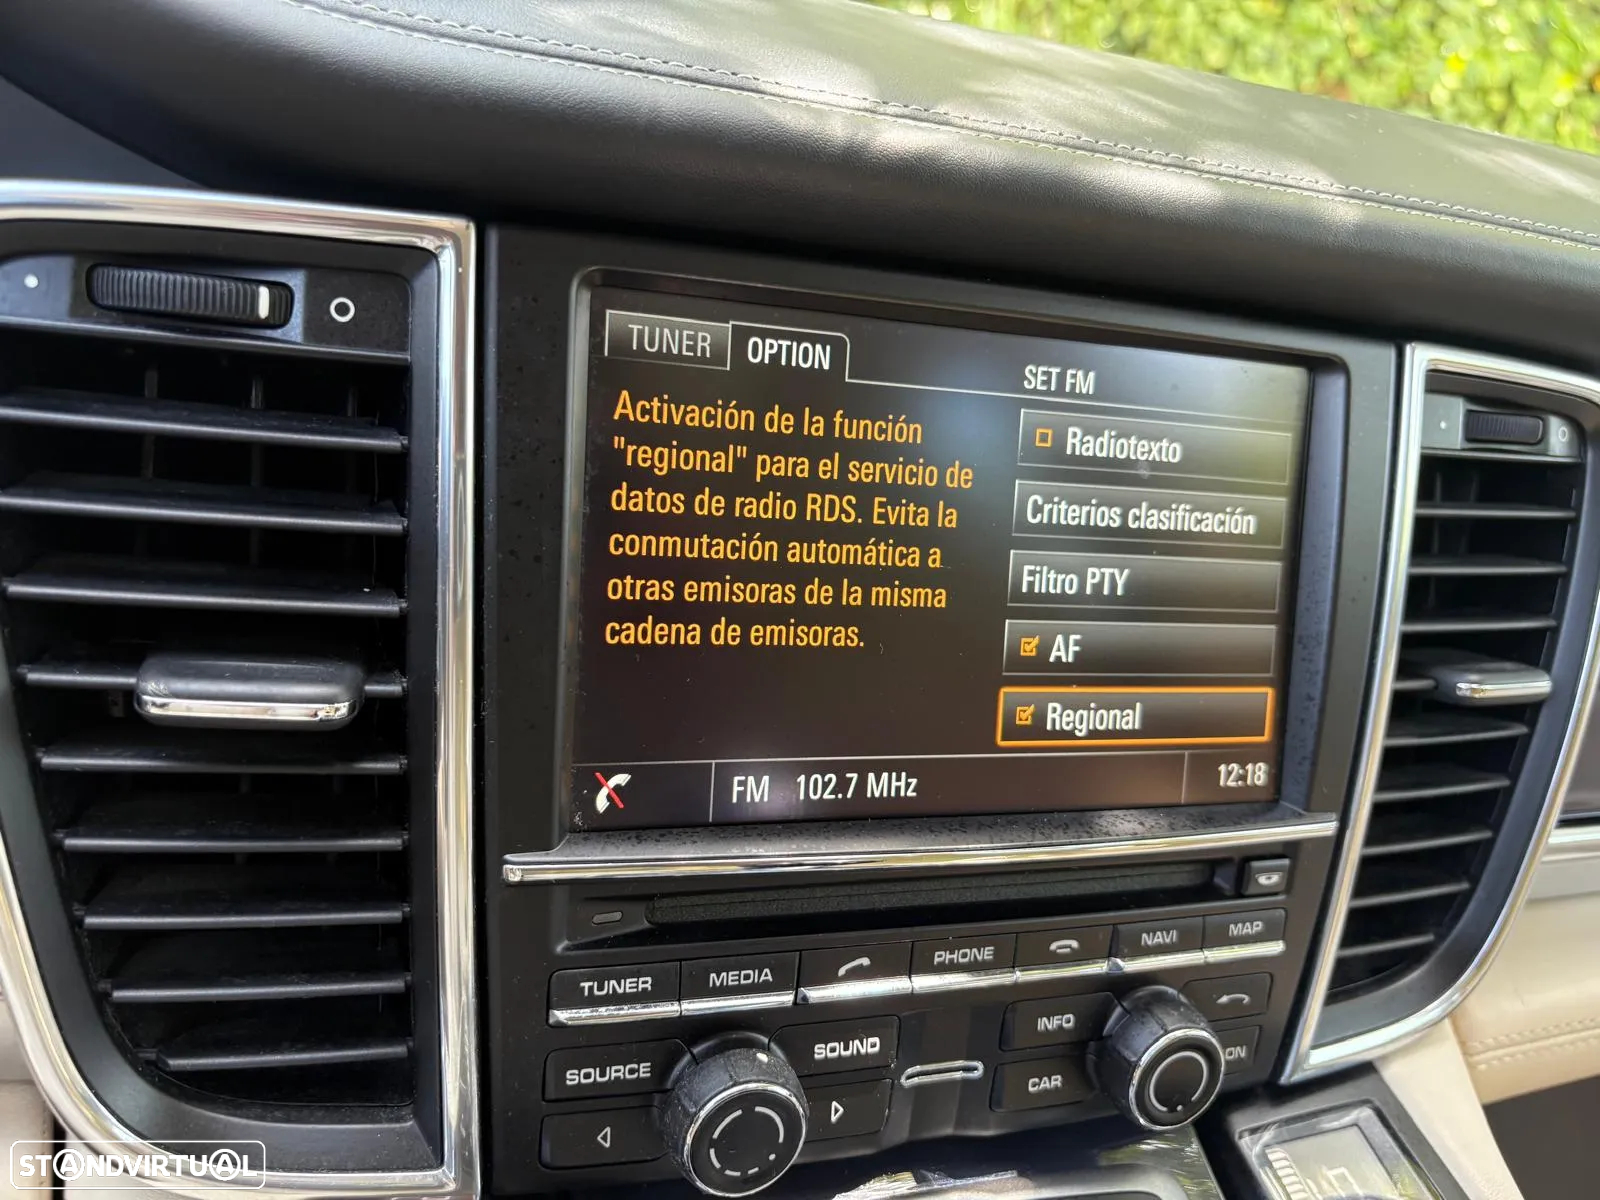 TUNER OPTION
SET FM
Activación de la función
"regional" para el servicio de
datos de radio RDS. Evita la
conmutación automática a
otras emisoras de la misma
cadena de emisoras.
Radiotexto
Criterios clasificación
Filtro PTY
AF
Regional
FM 102.7 MHz
12:18
TUNER
MEDIA
PHONE
NAVI
MAP
SOURCE
SOUND
INFO
CAR
STANDVIRTUAL